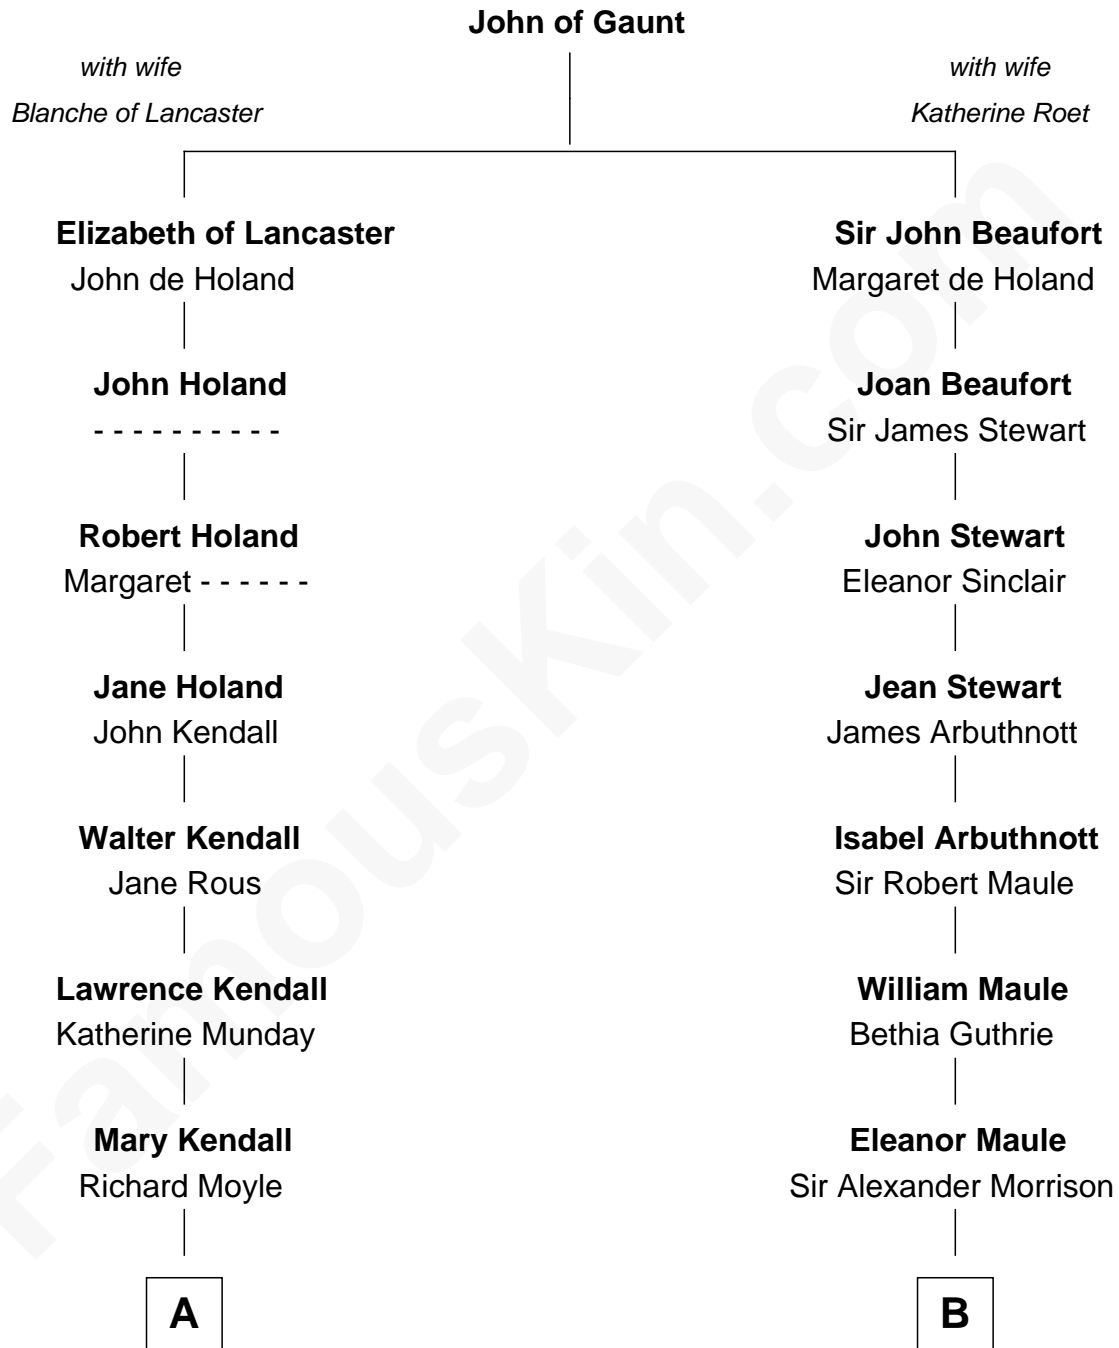 John of Gaunt
with wife
Blanche of Lancaster
with wife
Katherine Roet
Elizabeth of Lancaster
John de Holand
Sir John Beaufort
Margaret de Holand
John Holand
- - - - - - - - - -
Joan Beaufort
Sir James Stewart
Robert Holand
Margaret - - - - - -
John Stewart
Eleanor Sinclair
Jane Holand
John Kendall
Jean Stewart
James Arbuthnott
Walter Kendall
Jane Rous
Isabel Arbuthnott
Sir Robert Maule
Lawrence Kendall
Katherine Munday
William Maule
Bethia Guthrie
Mary Kendall
Richard Moyle
Eleanor Maule
Sir Alexander Morrison
A
B
FamousKin.com